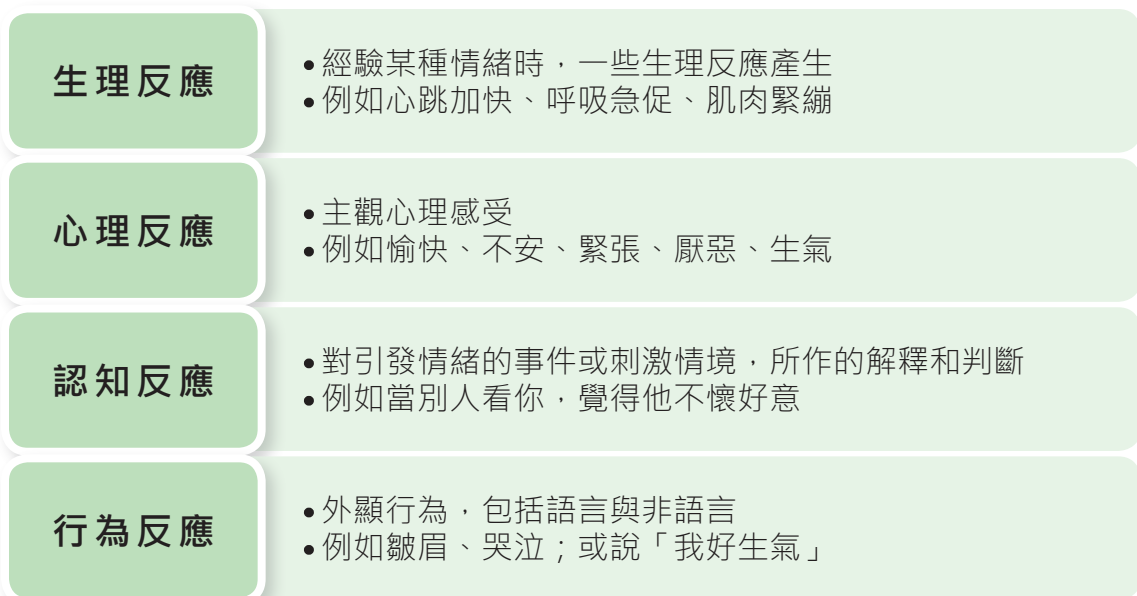 生理反應
•經驗某種情緒時，一些生理反應產生
•例如心跳加快、呼吸急促、肌肉緊繃
心理反應
•主觀心理感受
•例如愉快、不安、緊張、厭惡、生氣
認知反應
•對引發情緒的事件或刺激情境，所作的解釋和判斷
•例如當別人看你，覺得他不懷好意
行為反應
•外顯行為，包括語言與非語言
•例如皺眉、哭泣；或說「我好生氣」